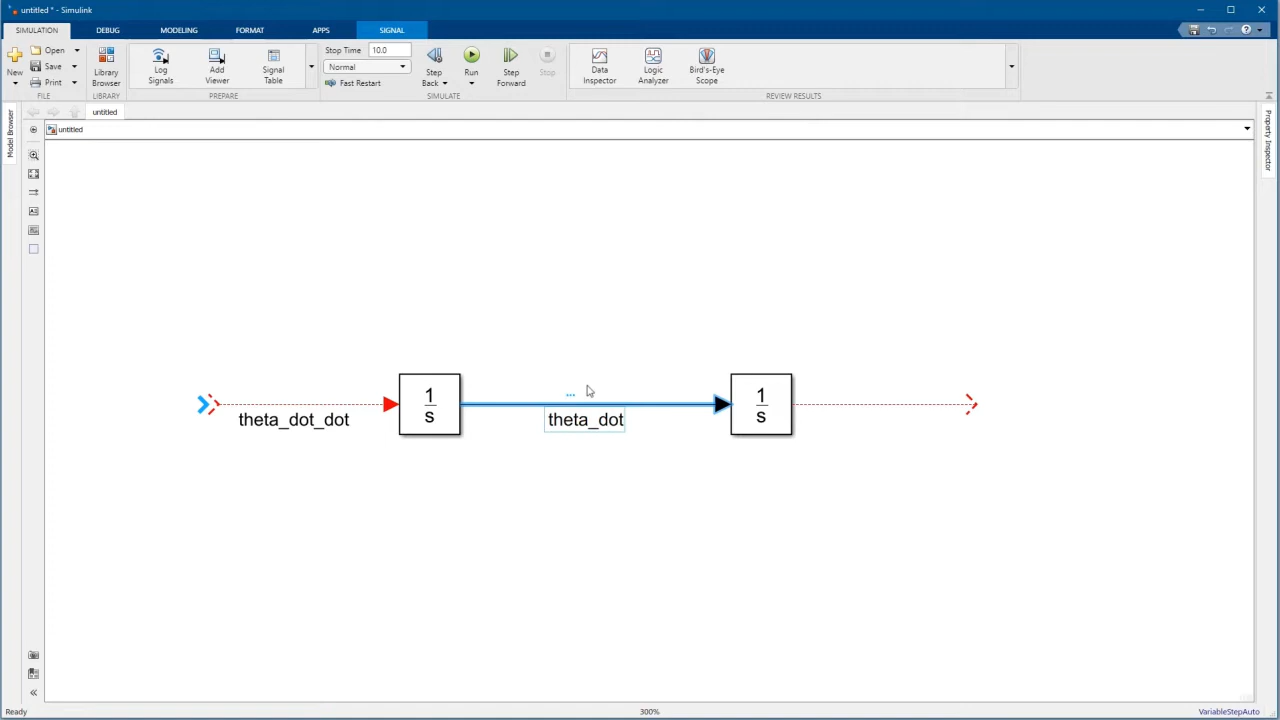 untitled * - Simulink
SIMULATION DEBUG MODELING FORMAT APPS SIGNAL
New
Open
Save
Print
FILE
Library Browser
LIBRARY
Log Signals
Add Viewer
Signal Table
PREPARE
Stop Time 10.0
Normal
Fast Restart
Step Back
Run
Step Forward
Stop
SIMULATE
Data Inspector
Logic Analyzer
Bird's-Eye Scope
REVIEW RESULTS
Model Browser
untitled
untitled
Property Inspector
1
s
1
s
theta_dot_dot
theta_dot
Ready
300%
VariableStepAuto